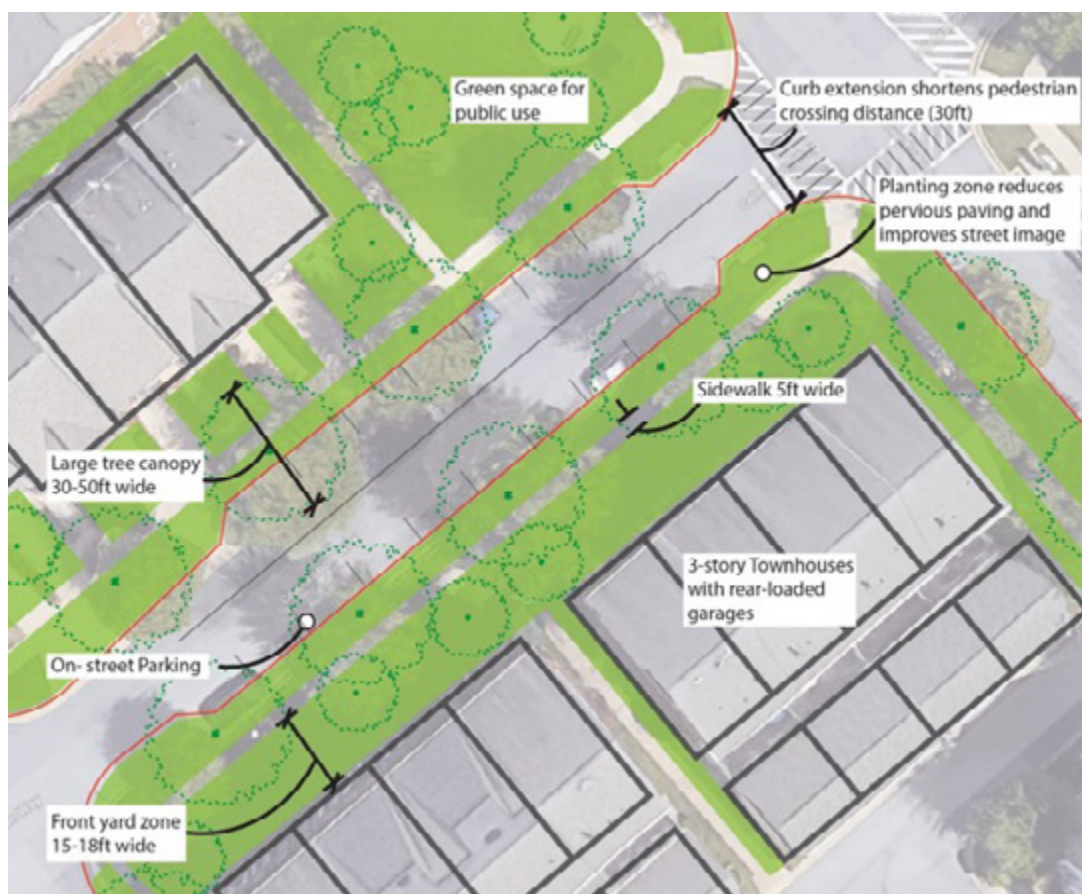 Green space for
public use
Curb extension shortens pedestrian
crossing distance (30ft)
Planting zone reduces
pervious paving and
improves street image
Sidewalk 5ft wide
Large tree canopy
30-50ft wide
3-story Townhouses
with rear-loaded
garages
On- street Parking
Front yard zone
15-18ft wide